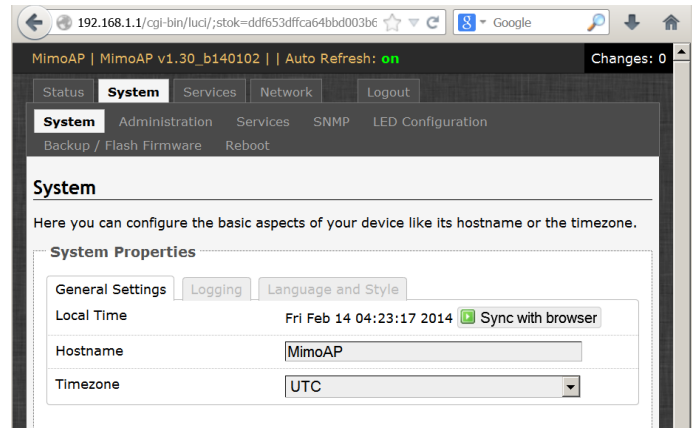 192.168.1.1/cgi-bin/luci/;stok=ddf653dffca64bbd003b6
Google
MimoAP | MimoAP v1.30_b140102 | | Auto Refresh: on
Changes: 0
Status System Services Network Logout
System Administration Services SNMP LED Configuration
Backup / Flash Firmware Reboot
System
Here you can configure the basic aspects of your device like its hostname or the timezone.
System Properties
General Settings Logging Language and Style
Local Time Fri Feb 14 04:23:17 2014 Sync with browser
Hostname MimoAP
Timezone UTC